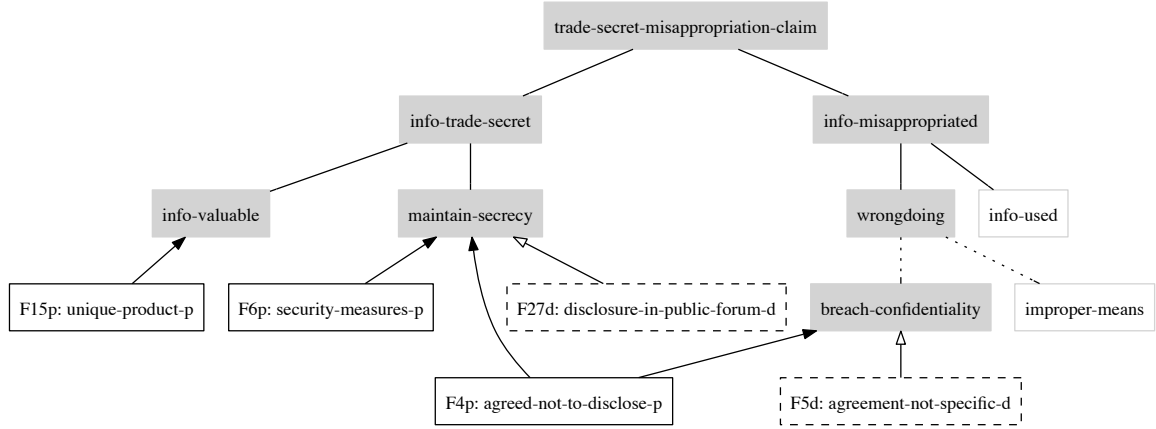 trade-secret-misappropriation-claim
info-trade-secret
info-misappropriated
info-valuable
maintain-secrecy
wrongdoing
info-used
F15p: unique-product-p
F6p: security-measures-p
F27d: disclosure-in-public-forum-d
breach-confidentiality
improper-means
F4p: agreed-not-to-disclose-p
F5d: agreement-not-specific-d